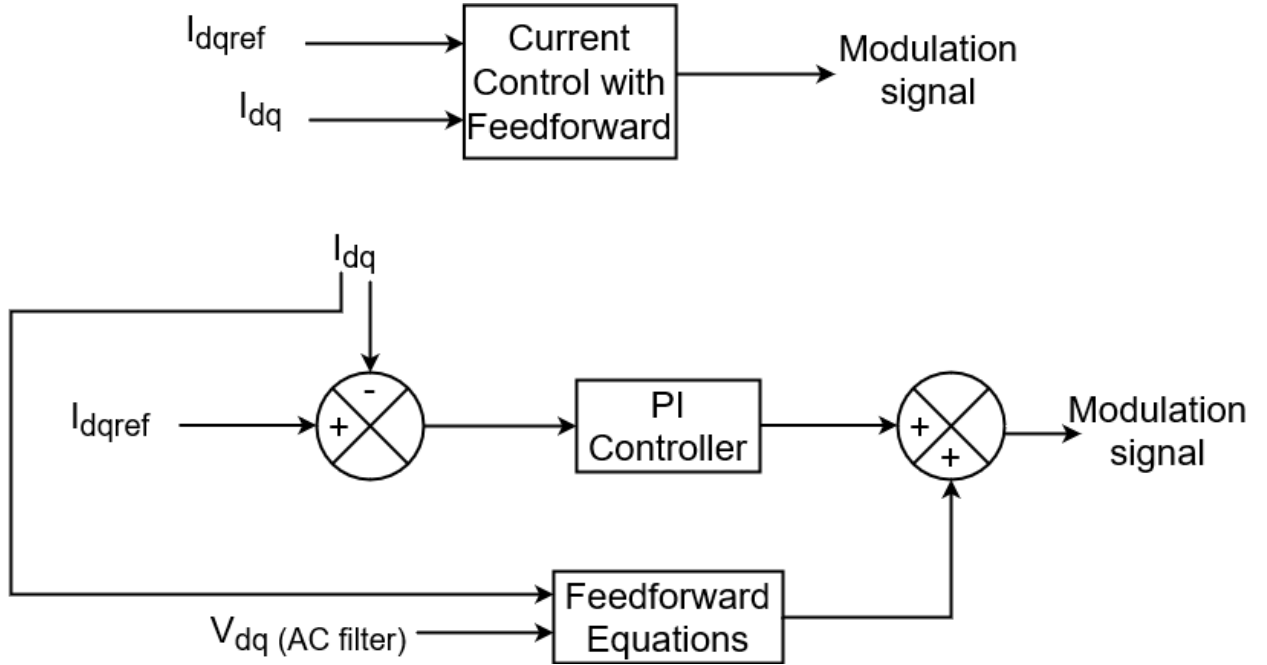 Idqref
Idq
Current
Control with
Feedforward
Modulation
signal
Idq
Idqref
+
-
PI
Controller
+
+
Modulation
signal
Vdq (AC filter)
Feedforward
Equations